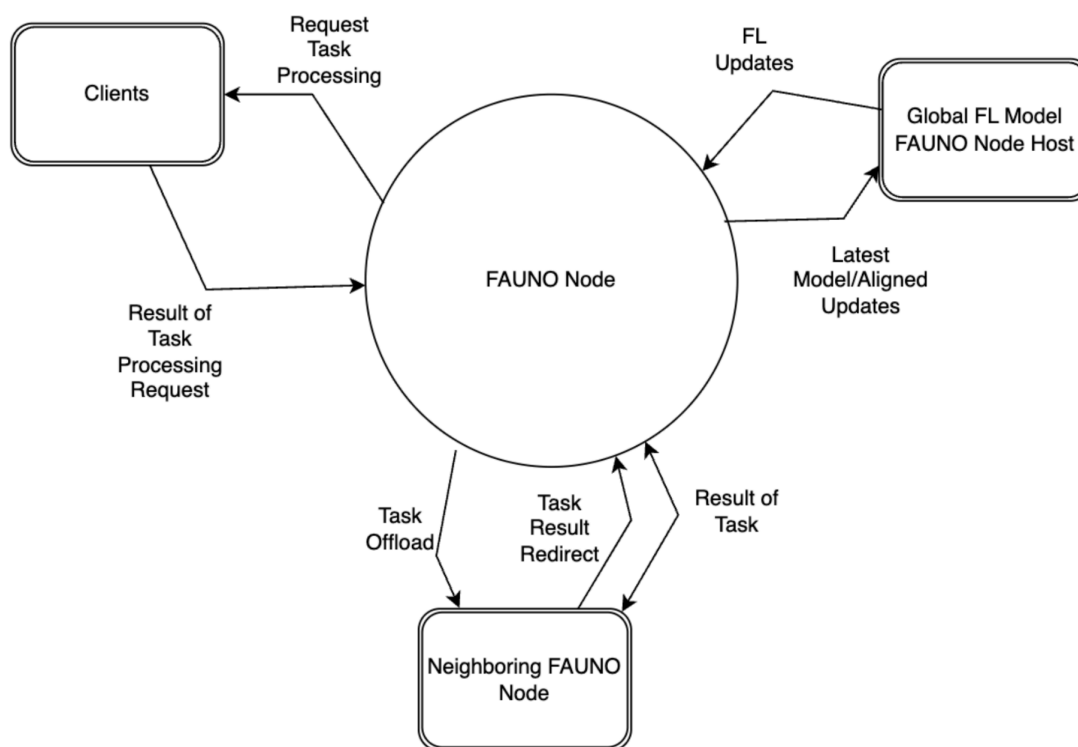 Request
Task
Processing
Clients
FL
Updates
Global FL Model
FAUNO Node Host
FAUNO Node
Latest
Model/Aligned
Updates
Result of
Task
Processing
Request
Task
Offload
Task
Result
Redirect
Result of
Task
Neighboring FAUNO
Node